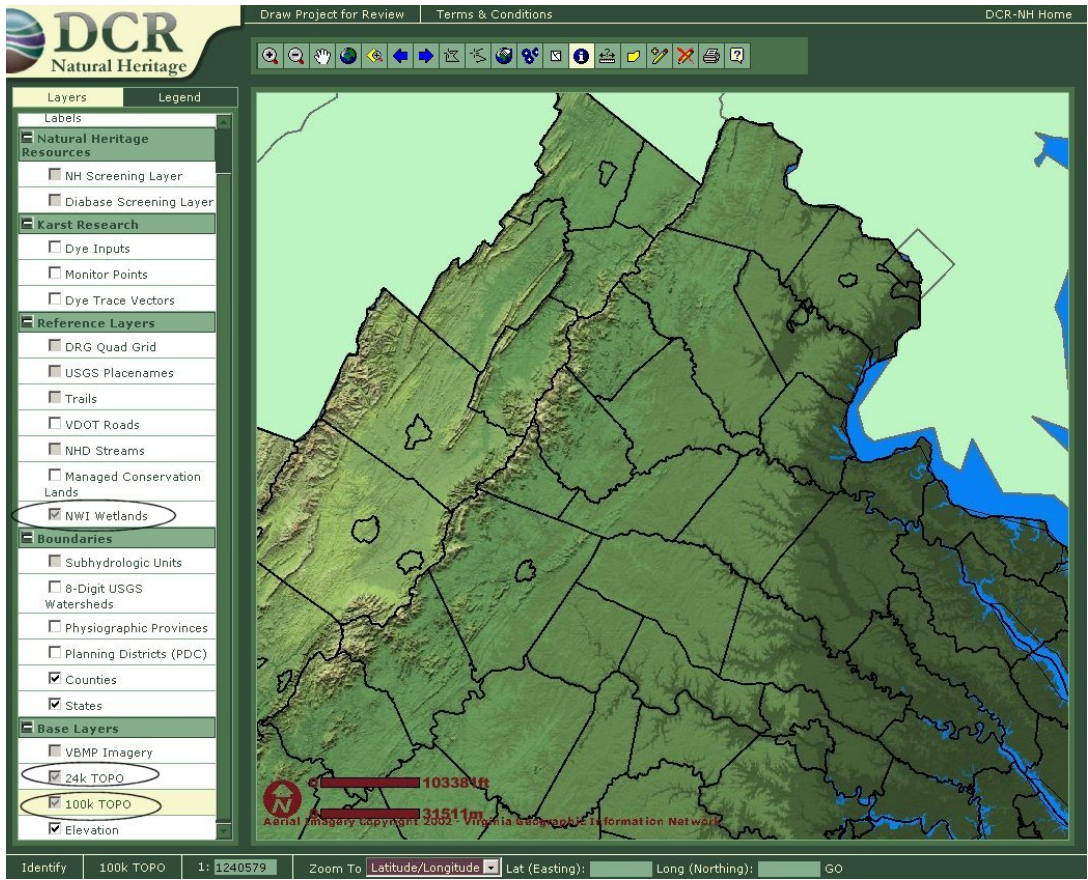 DCR
Natural Heritage
Draw Project for Review
Terms & Conditions
DCR-NH Home
Layers
Legend
Labels
Natural Heritage
Resources
NH Screening Layer
Diabase Screening Layer
Karst Research
Dye Inputs
Monitor Points
Dye Trace Vectors
Reference Layers
DRG Quad Grid
USGS Placenames
Trails
VDOT Roads
NHD Streams
Managed Conservation
Lands
NWI Wetlands
Boundaries
Subhydrologic Units
8-Digit USGS
Watersheds
Physiographic Provinces
Planning Districts (PDC)
Counties
States
Base Layers
VBMP Imagery
24k TOPO
100k TOPO
Elevation
N
0 103381ft
0 31511m
Aerial Imagery Copyright 2002 - Virginia Geographic Information Network
Identify
100k TOPO
1: 1240579
Zoom To
Latitude/Longitude
Lat (Easting):
Long (Northing):
GO